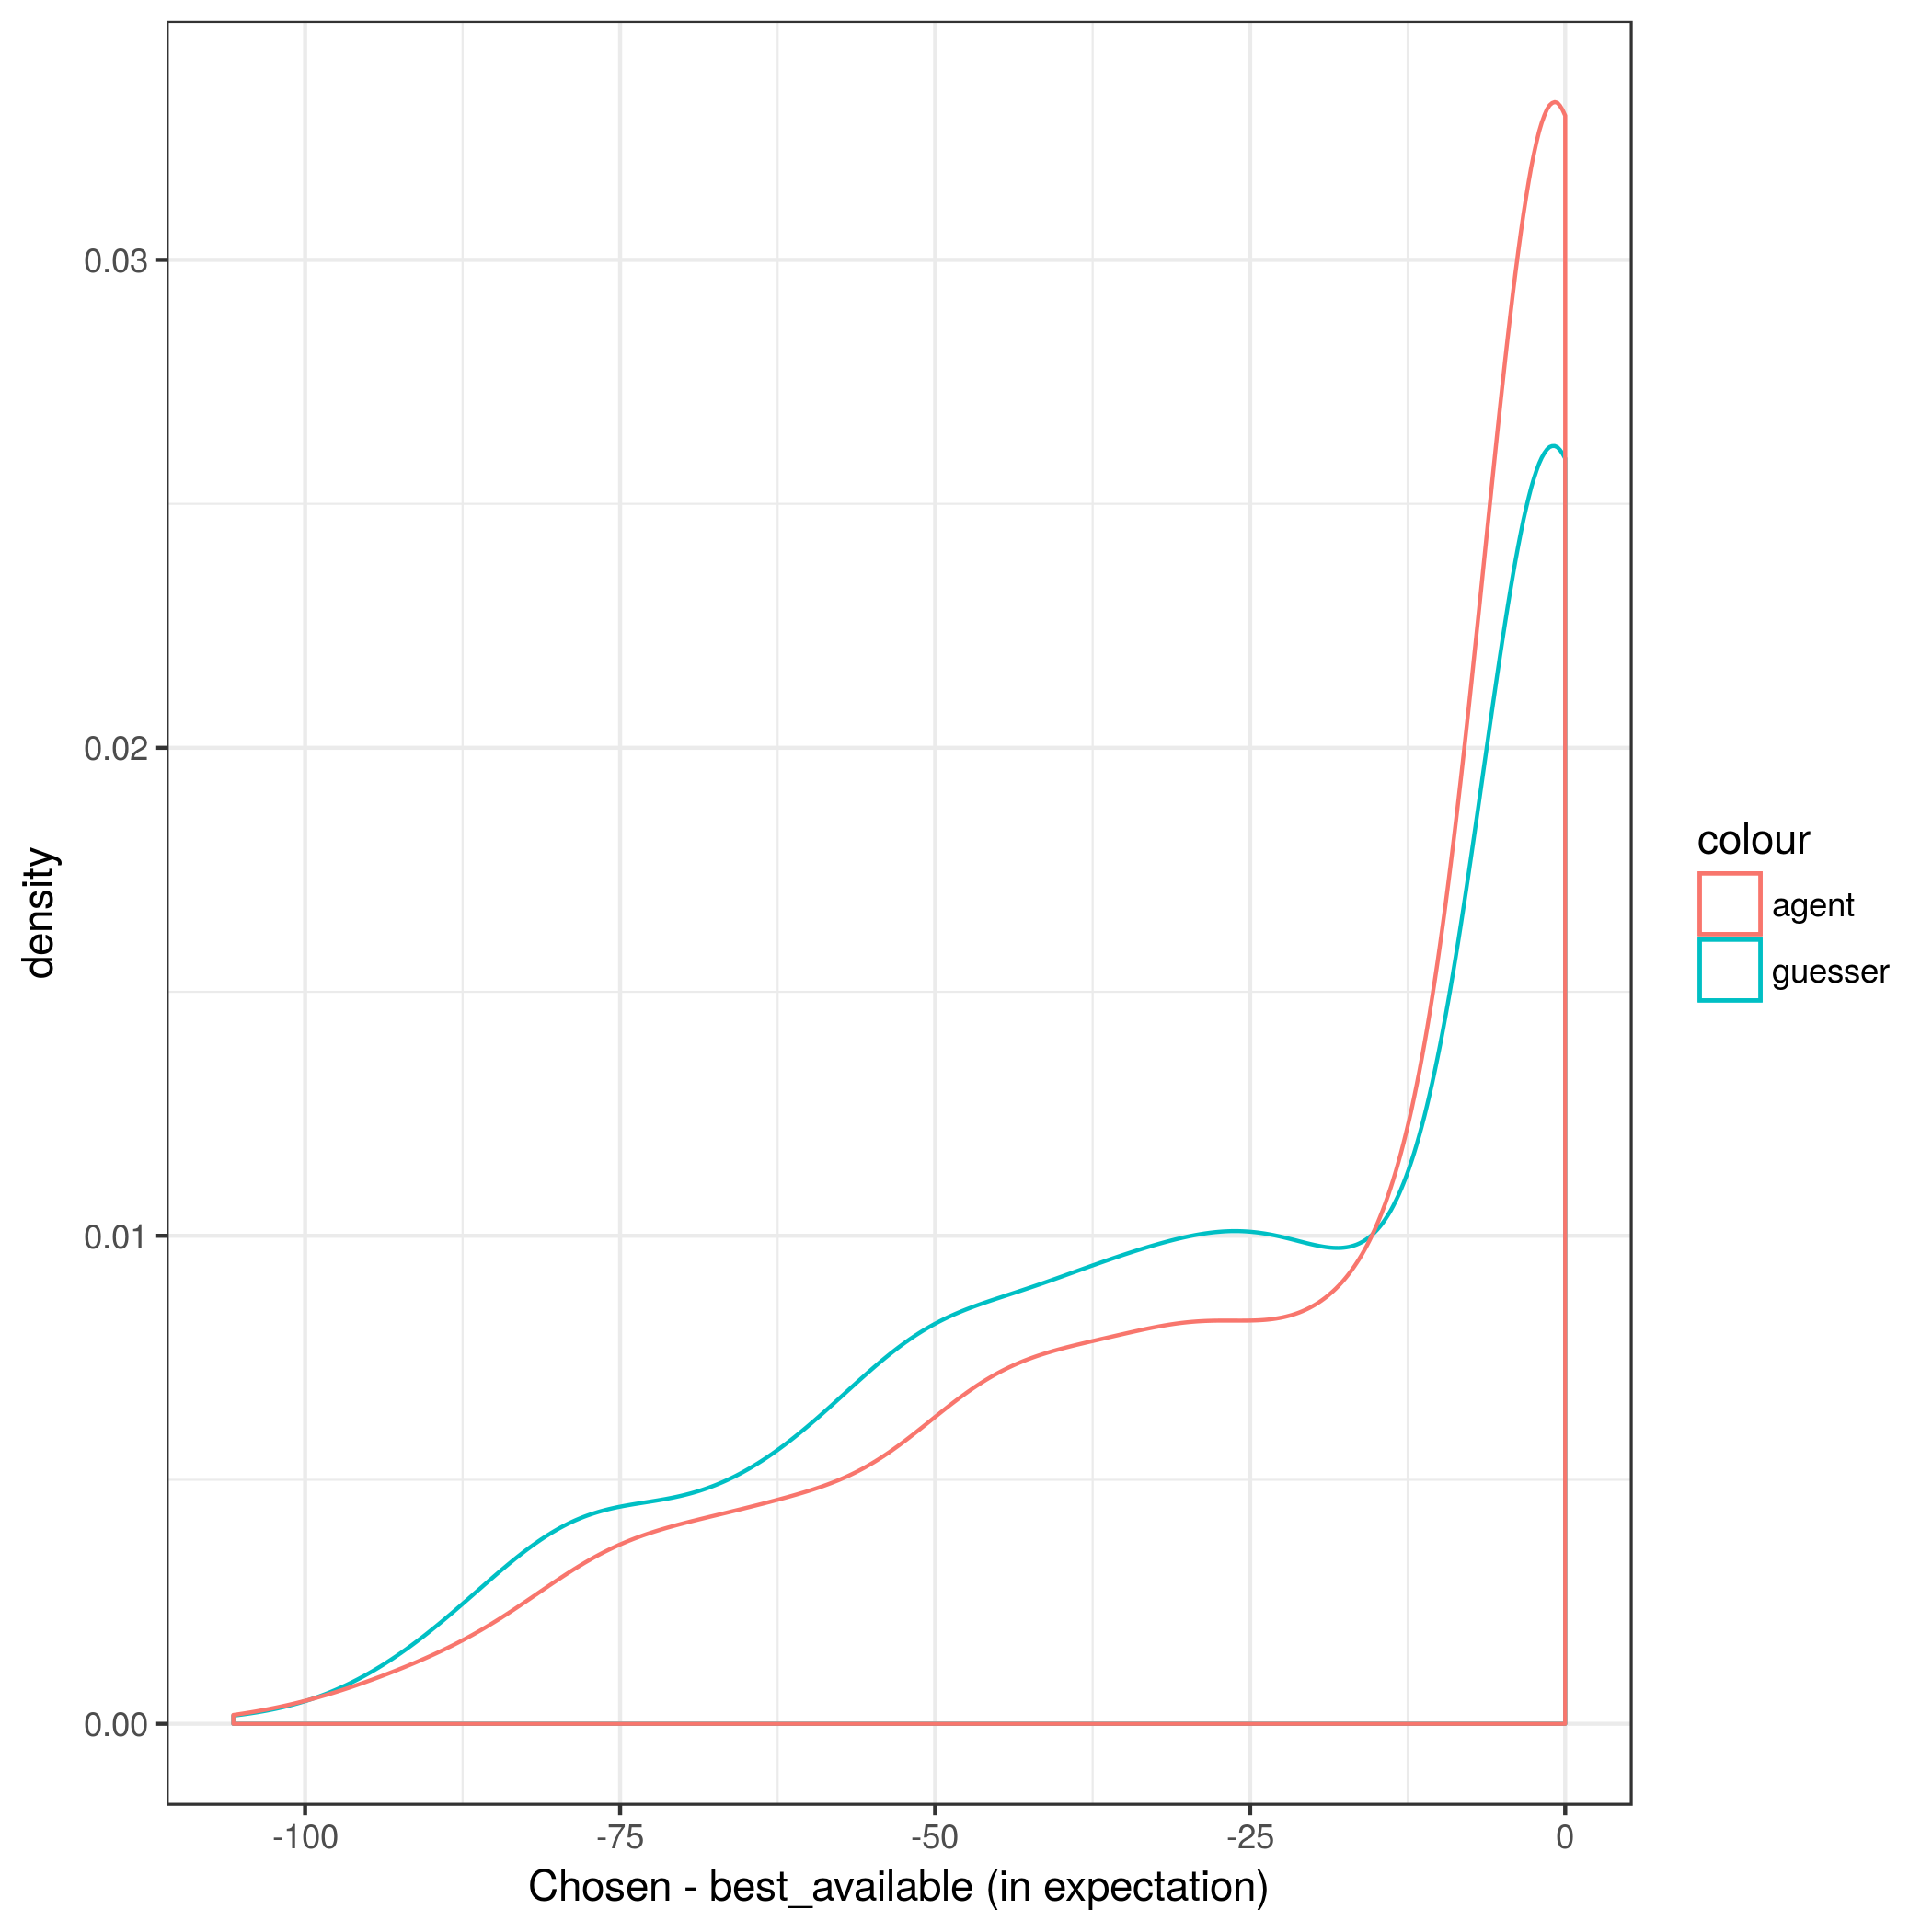 0.03
0.02
0.01
0.00
density
-100
-75
-50
-25
0
Chosen - best_available (in expectation)
colour
agent
guesser